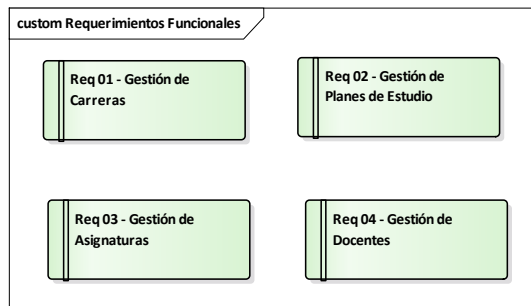 custom Requerimientos Funcionales
Req 01 - Gestión de
Carreras
Req 02 - Gestión de
Planes de Estudio
Req 03 - Gestión de
Asignaturas
Req 04 - Gestión de
Docentes